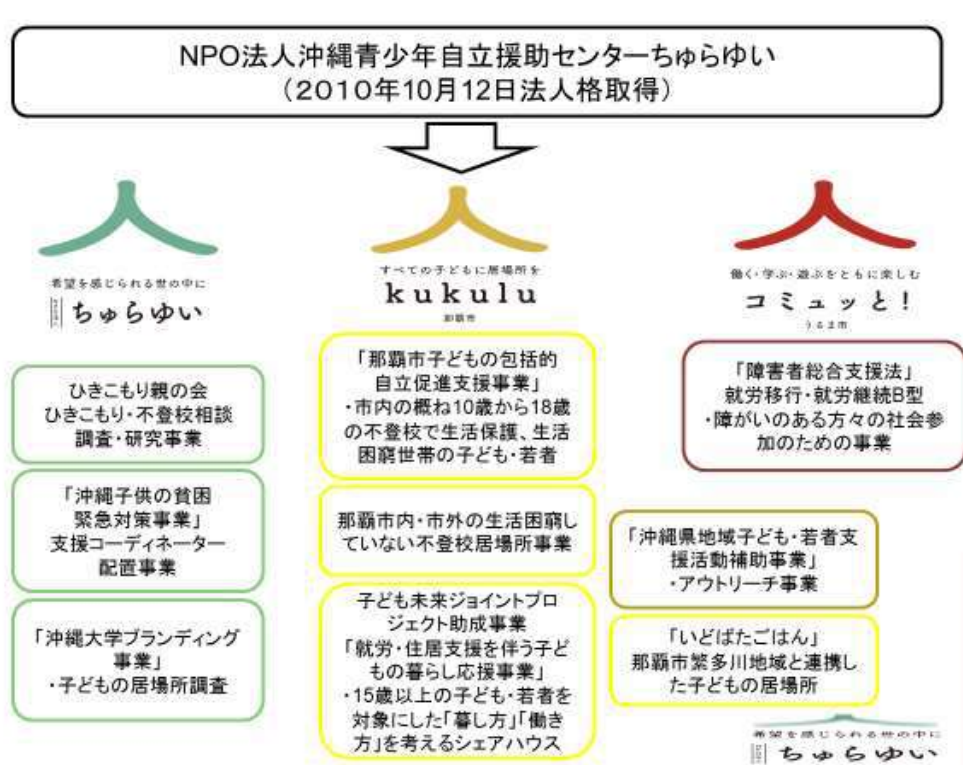 NPO法人沖縄青少年自立援助センターちゅらゆい
（2010年10月12日法人格取得）
希望を感じられる世の中に
ちゅらゆい
ひきこもり親の会
ひきこもり・不登校相談
調査・研究事業
「沖縄子供の貧困
緊急対策事業」
支援コーディネーター
配置事業
「沖縄大学ブランディング
事業」
・子どもの居場所調査
すべての子どもに居場所を
kukulu
那覇市
「那覇市子どもの包括的
自立促進支援事業」
・市内の概ね10歳から18歳
の不登校で生活保護、生活
困窮世帯の子ども・若者
那覇市内・市外の生活困窮し
ていない不登校居場所事業
子ども未来ジョイントプロ
ジェクト助成事業
「就労・住居支援を伴う子ど
もの暮らし応援事業」
・15歳以上の子ども・若者を
対象にした「暮し方」「働き
方」を考えるシェアハウス
働く・学ぶ・遊ぶをともに楽しむ
コミュッと！
うるま市
「障害者総合支援法」
就労移行・就労継続B型
・障がいのある方々の社会参
加のための事業
「沖縄県地域子ども・若者支
援活動補助事業」
・アウトリーチ事業
「いどばたごはん」
那覇市繁多川地域と連携し
た子どもの居場所
希望を感じられる世の中に
ちゅらゆい